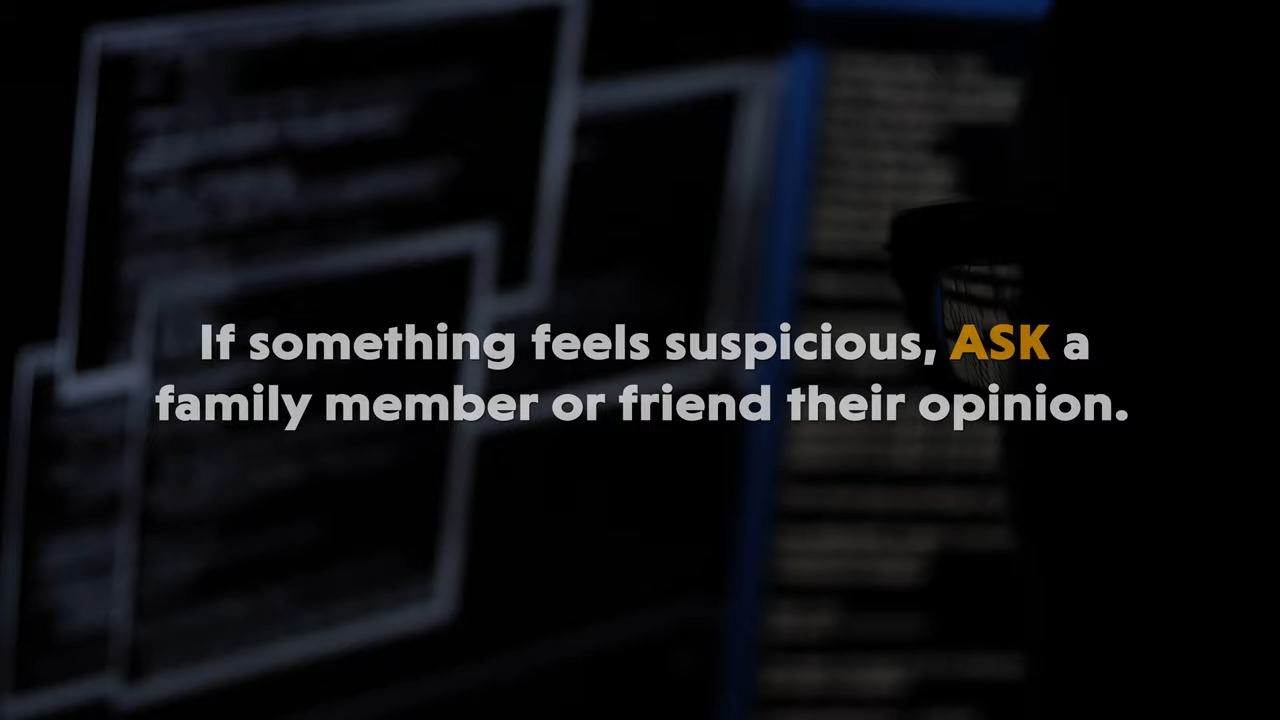 If something feels suspicious, ASK a
family member or friend their opinion.